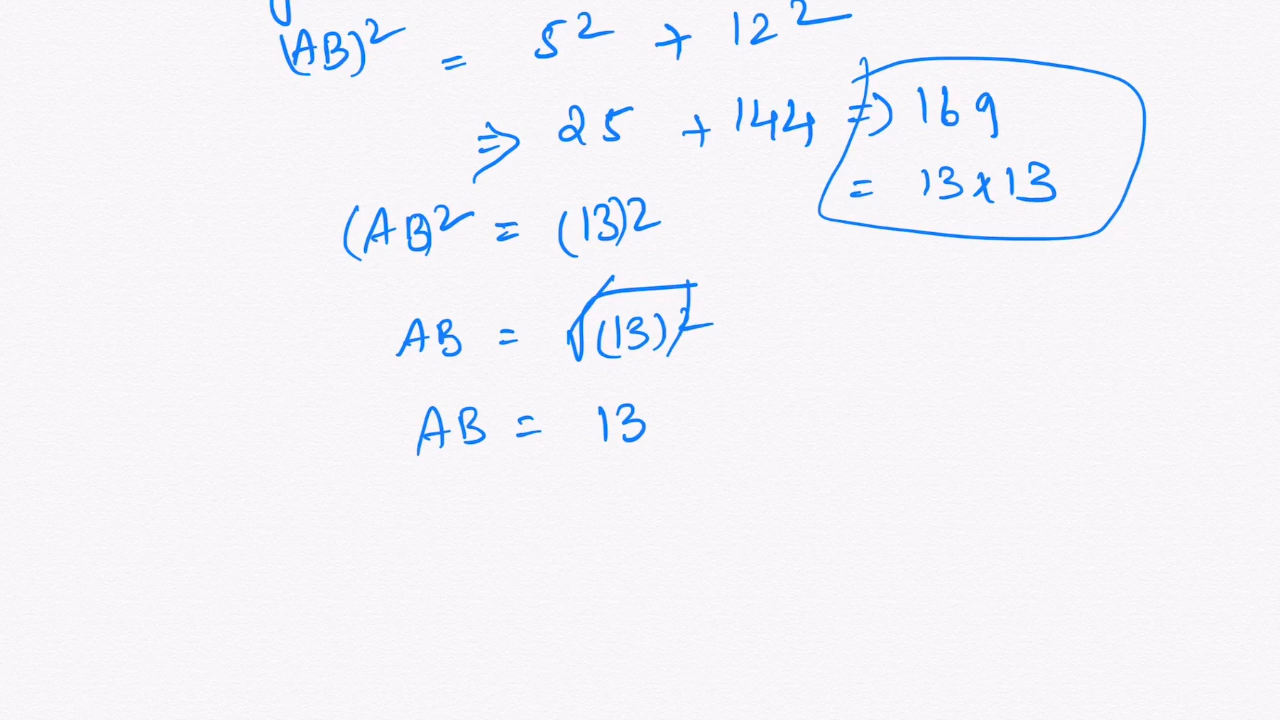 (AB)² = 5² + 12²
⇒ 25 + 144 ⇒ 169
= 13 x 13
(AB)² = (13)²
AB = √(13)²
AB = 13